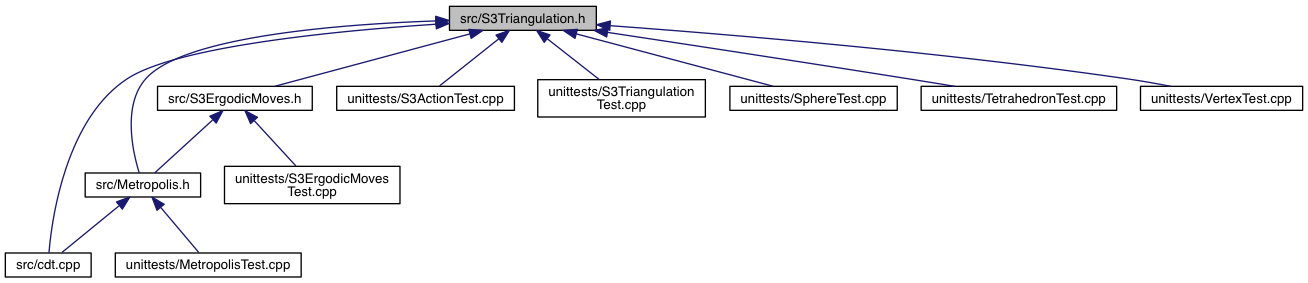 src/S3Triangulation.h
src/S3ErgodicMoves.h
unittests/S3ActionTest.cpp
unittests/S3Triangulation
Test.cpp
unittests/SphereTest.cpp
unittests/TetrahedronTest.cpp
unittests/VertexTest.cpp
src/Metropolis.h
unittests/S3ErgodicMoves
Test.cpp
src/cdt.cpp
unittests/MetropolisTest.cpp